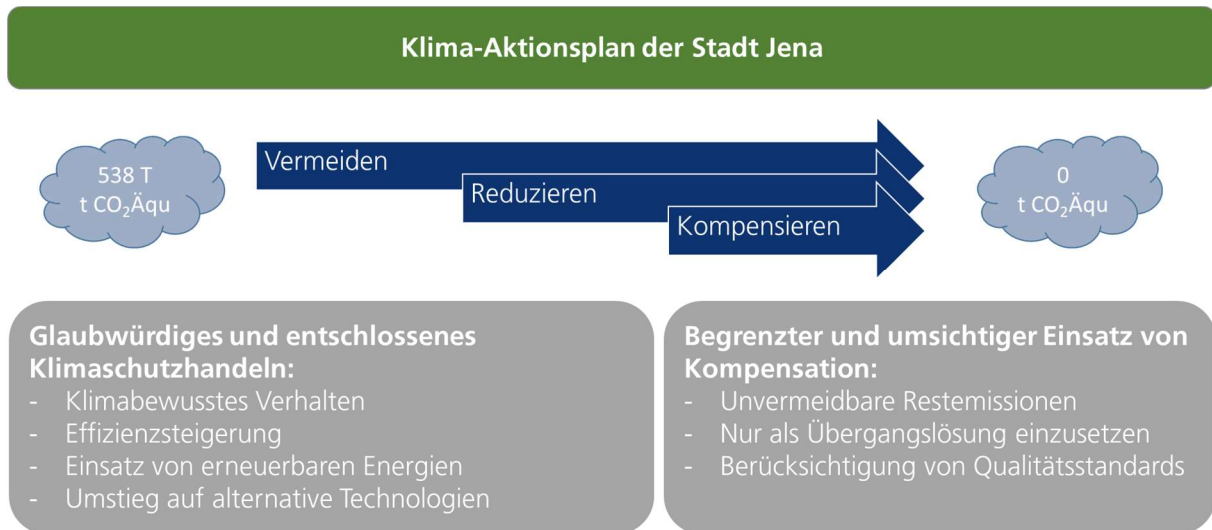 Klima-Aktionsplan der Stadt Jena
538 T
t CO₂Äqu
Vermeiden
Reduzieren
Kompensieren
0
t CO₂Äqu
Glaubwürdiges und entschlossenes
Klimaschutzhandeln:
- Klimabewusstes Verhalten
- Effizienzsteigerung
- Einsatz von erneuerbaren Energien
- Umstieg auf alternative Technologien
Begrenzter und umsichtiger Einsatz von
Kompensation:
- Unvermeidbare Restemissionen
- Nur als Übergangslösung einzusetzen
- Berücksichtigung von Qualitätsstandards